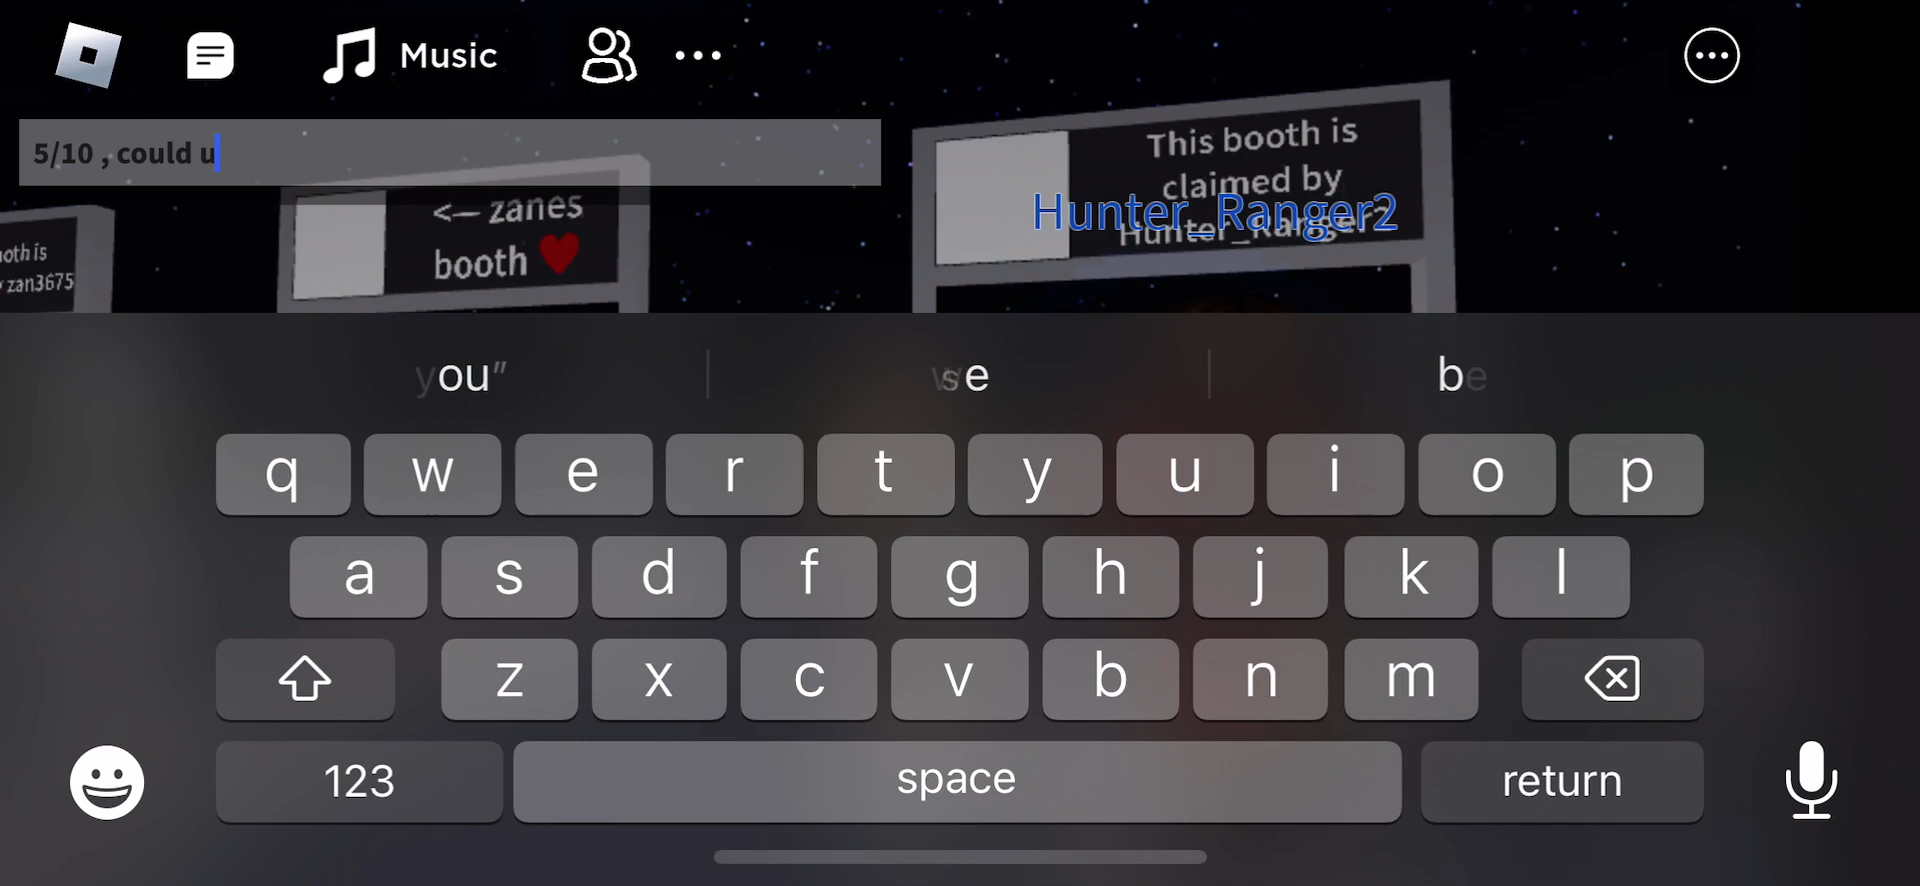 Music
5/10 , could u
This booth is
claimed by
Hunter_Ranger2
Hunter_Ranger2
<— zanes
booth ❤
ooth is
zan3675
you"
be
q w e r t y u i o p
a s d f g h j k l
z x c v b n m
123 space return